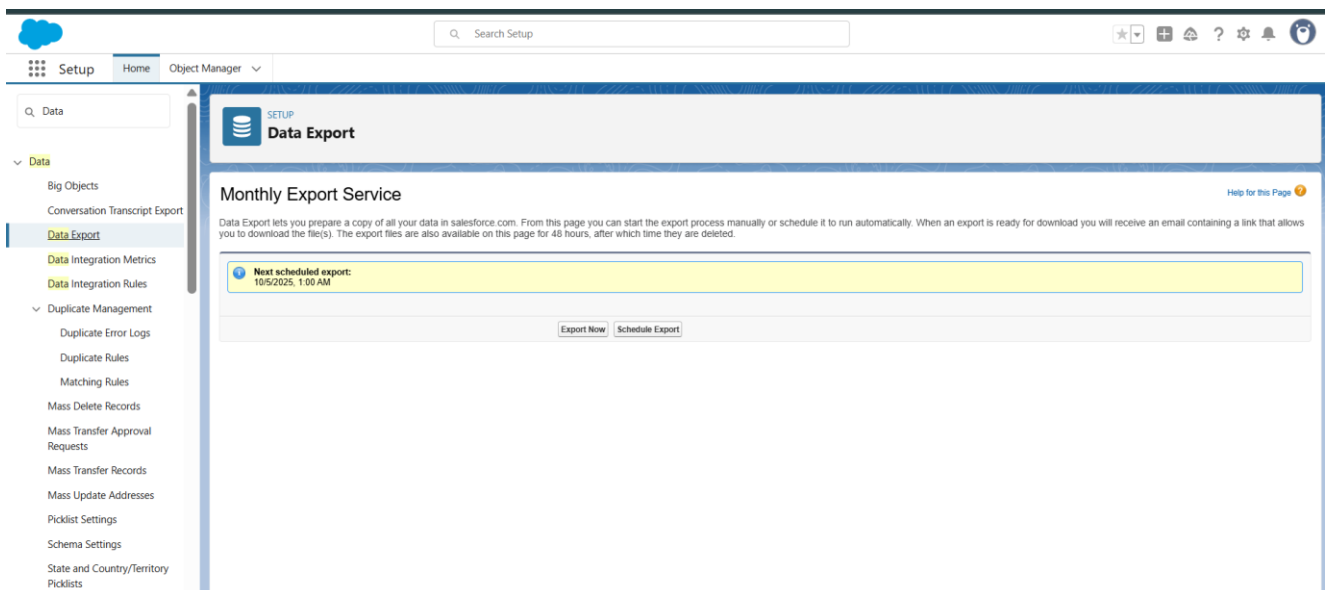 Search Setup
Setup
Home
Object Manager
Data
Data
Big Objects
Conversation Transcript Export
Data Export
Data Integration Metrics
Data Integration Rules
Duplicate Management
Duplicate Error Logs
Duplicate Rules
Matching Rules
Mass Delete Records
Mass Transfer Approval
Requests
Mass Transfer Records
Mass Update Addresses
Picklist Settings
Schema Settings
State and Country/Territory
Picklists
SETUP
Data Export
Monthly Export Service
Help for this Page
Data Export lets you prepare a copy of all your data in salesforce.com. From this page you can start the export process manually or schedule it to run automatically. When an export is ready for download you will receive an email containing a link that allows
you to download the file(s). The export files are also available on this page for 48 hours, after which time they are deleted.
Next scheduled export:
10/5/2025, 1:00 AM
Export Now
Schedule Export